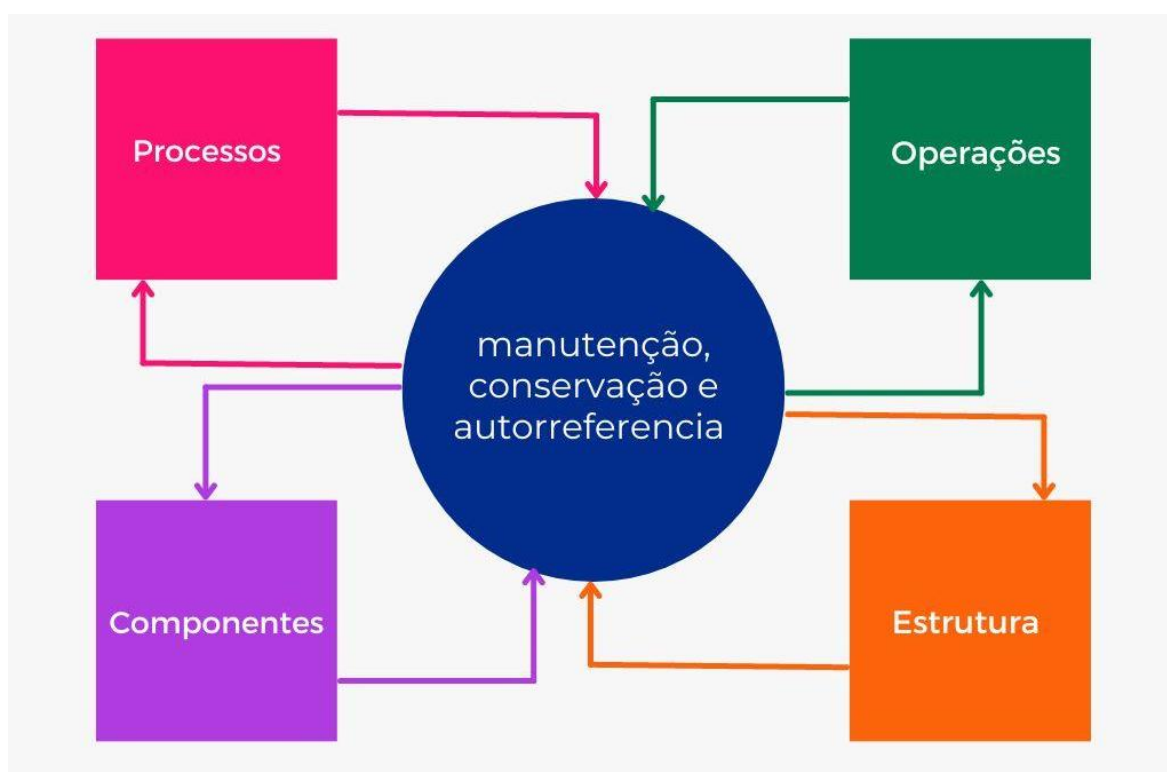 Processos
Operações
manutenção,
conservação e
autorreferencia
Componentes
Estrutura